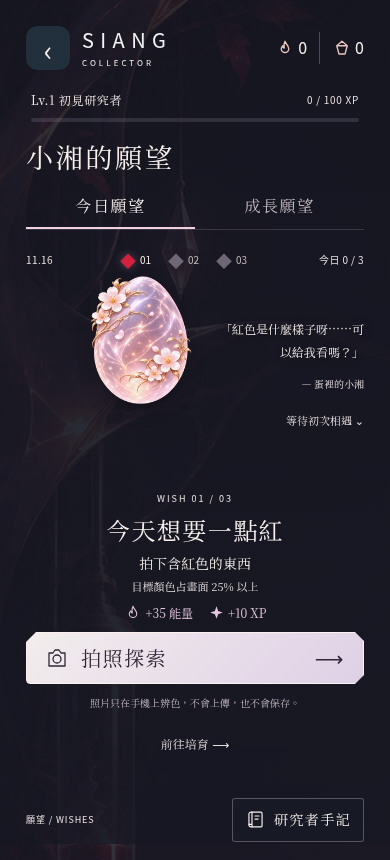 ‹
SIANG
COLLECTOR
0
0
Lv.1 初見研究者
0 / 100 XP
小湘的願望
今日願望
成長願望
11.16
01
02
03
今日 0 / 3
「紅色是什麼樣子呀⋯⋯可
以給我看嗎？」
— 蛋裡的小湘
等待初次相遇 ⌄
WISH 01 / 03
今天想要一點紅
拍下含紅色的東西
目標顏色占畫面 25% 以上
+35 能量
+10 XP
拍照探索 ⟶
照片只在手機上辨色，不會上傳，也不會保存。
前往培育 ⟶
願望 / WISHES
研究者手記